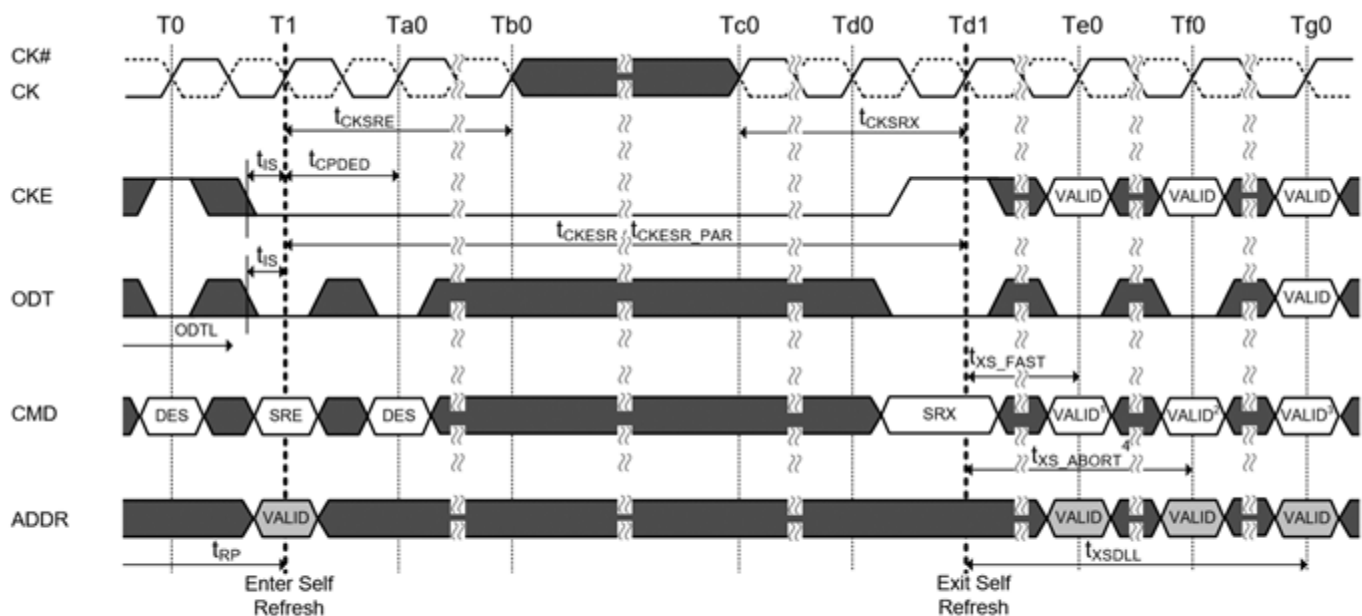 T0 T1 Ta0 Tb0 Tc0 Td0 Td1 Te0 Tf0 Tg0
CK#
CK
tCKSRE tCKSRX
tIS tCPDED
CKE VALID VALID VALID
tCKESR / tCKESR_PAR
tIS
ODT VALID
ODTL
tXS_FAST
CMD DES SRE DES SRX VALID1 VALID2 VALID3
tXS_ABORT4
ADDR VALID VALID VALID VALID
tRP tXSDLL
Enter Self Exit Self
Refresh Refresh